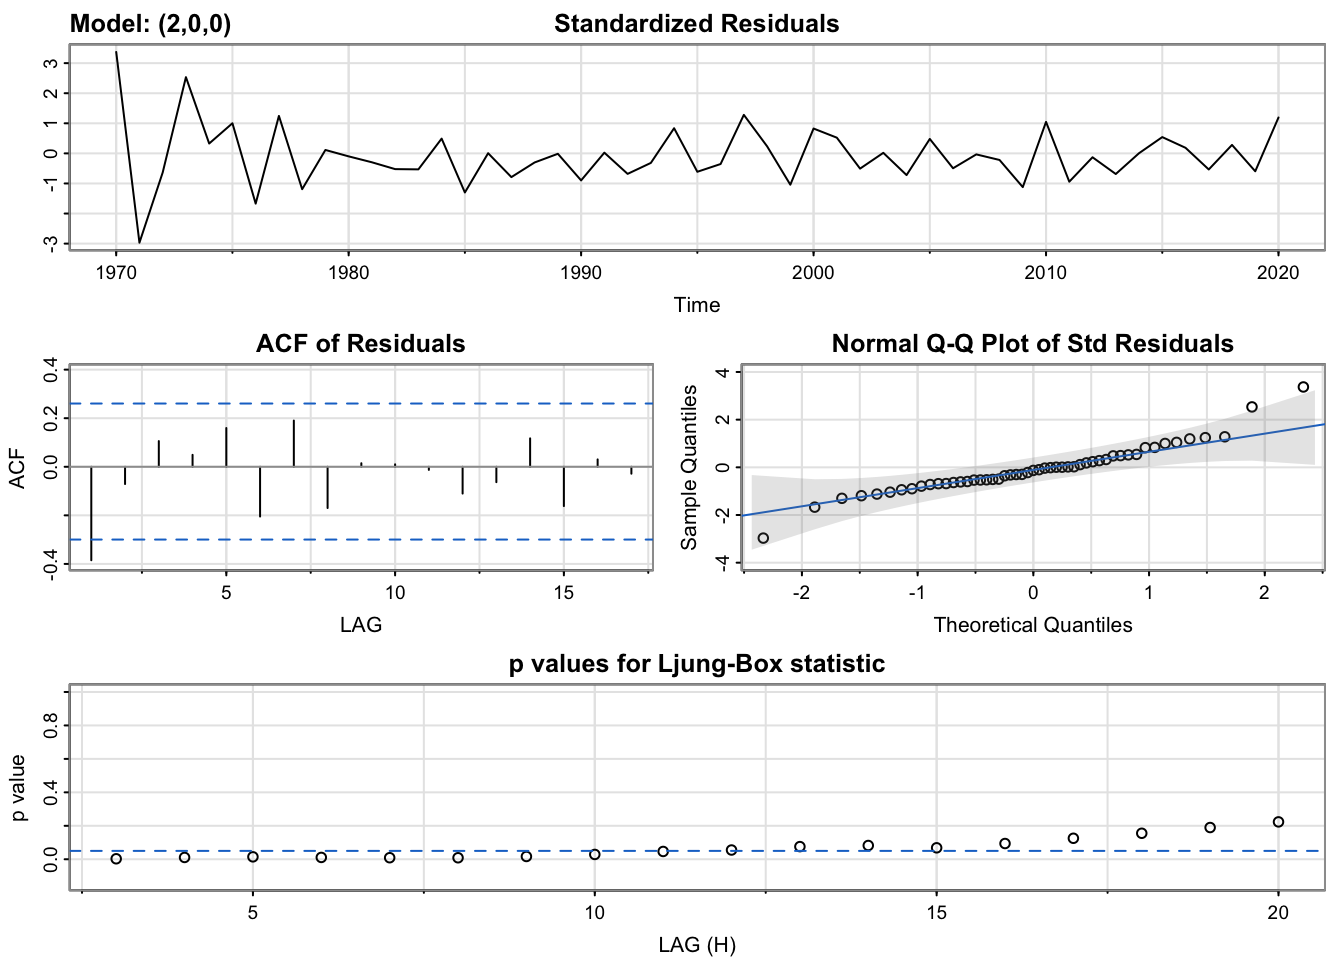 Model: (2,0,0) Standardized Residuals
3
2
1
0
-1
-3
1970 1980 1990 2000 2010 2020
Time
ACF of Residuals
ACF
0.4
0.2
0.0
-0.4
5 10 15
LAG
Normal Q-Q Plot of Std Residuals
Sample Quantiles
4
2
0
-2
-4
-2 -1 0 1 2
Theoretical Quantiles
p values for Ljung-Box statistic
p value
0.8
0.4
0.0
5 10 15 20
LAG (H)